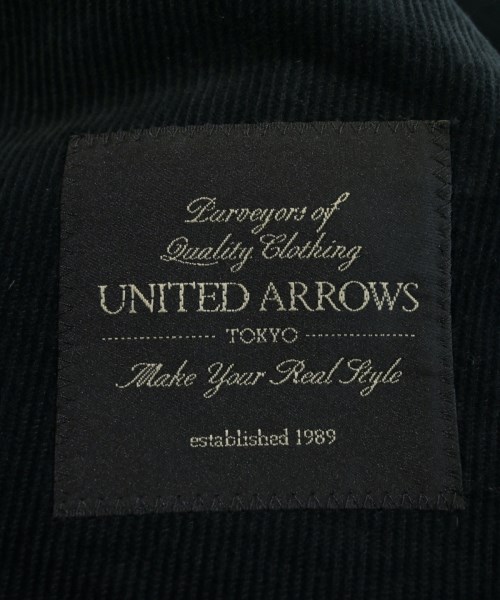 Purveyors of
Quality Clothing
UNITED ARROWS
TOKYO
Make Your Real Style
established 1989